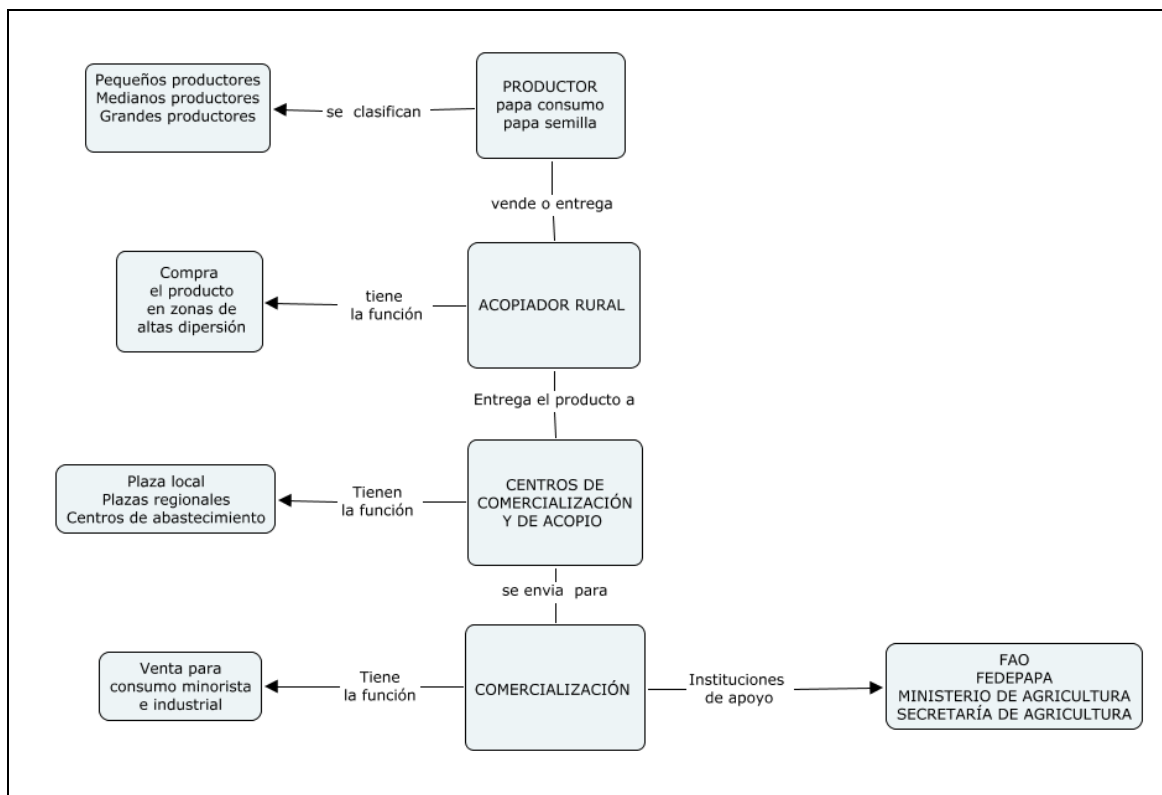 Pequeños productores
Medianos productores
Grandes productores
se clasifican
PRODUCTOR
papa consumo
papa semilla
vende o entrega
Compra
el producto
en zonas de
altas dispersión
tiene
la función
ACOPIADOR RURAL
Entrega el producto a
Plaza local
Plazas regionales
Centros de abastecimiento
Tienen
la función
CENTROS DE
COMERCIALIZACIÓN
Y DE ACOPIO
se envia para
Venta para
consumo minorista
e industrial
Tiene
la función
COMERCIALIZACIÓN
Instituciones
de apoyo
FAO
FEDEPAPA
MINISTERIO DE AGRICULTURA
SECRETARÍA DE AGRICULTURA